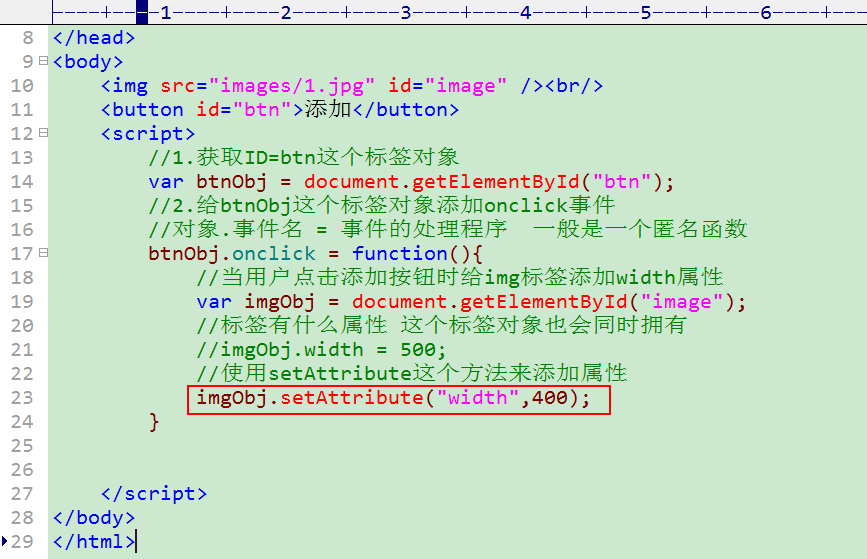 1 2 3 4 5 6
8 </head>
9 <body>
10 <img src="images/1.jpg" id="image" /><br/>
11 <button id="btn">添加</button>
12 <script>
13 //1.获取ID=btn这个标签对象
14 var btnObj = document.getElementById("btn");
15 //2.给btnObj这个标签对象添加onclick事件
16 //对象.事件名 = 事件的处理程序 一般是一个匿名函数
17 btnObj.onclick = function(){
18 //当用户点击添加按钮时给img标签添加width属性
19 var imgObj = document.getElementById("image");
20 //标签有什么属性 这个标签对象也会同时拥有
21 //imgObj.width = 500;
22 //使用setAttribute这个方法来添加属性
23 imgObj.setAttribute("width",400);
24 }
25
26
27 </script>
28 </body>
29 </html>